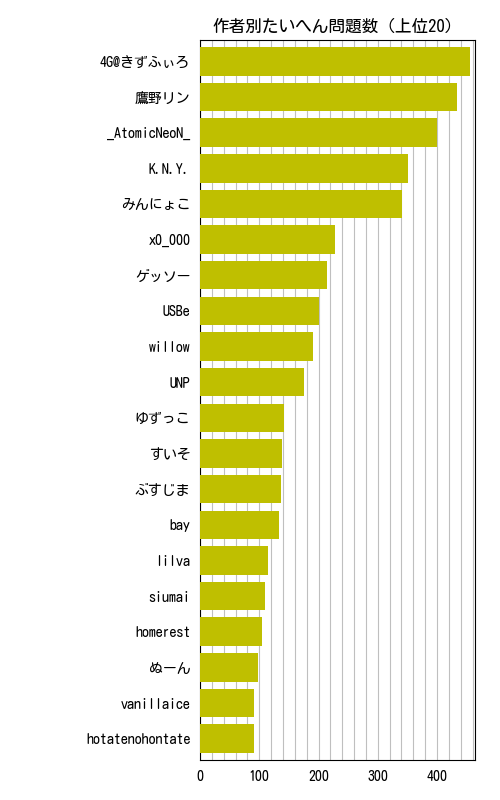 作者別たいへん問題数 (上位20)
4G@きずふぃろ
鷹野リン
_AtomicNeoN_
K.N.Y.
みんにょこ
xO_OOO
ゲッソー
USBe
willow
UNP
ゆずっこ
すいそ
ぶすじま
bay
lilva
siumai
homerest
ぬーん
vanillaice
hotatenohontate
0 100 200 300 400